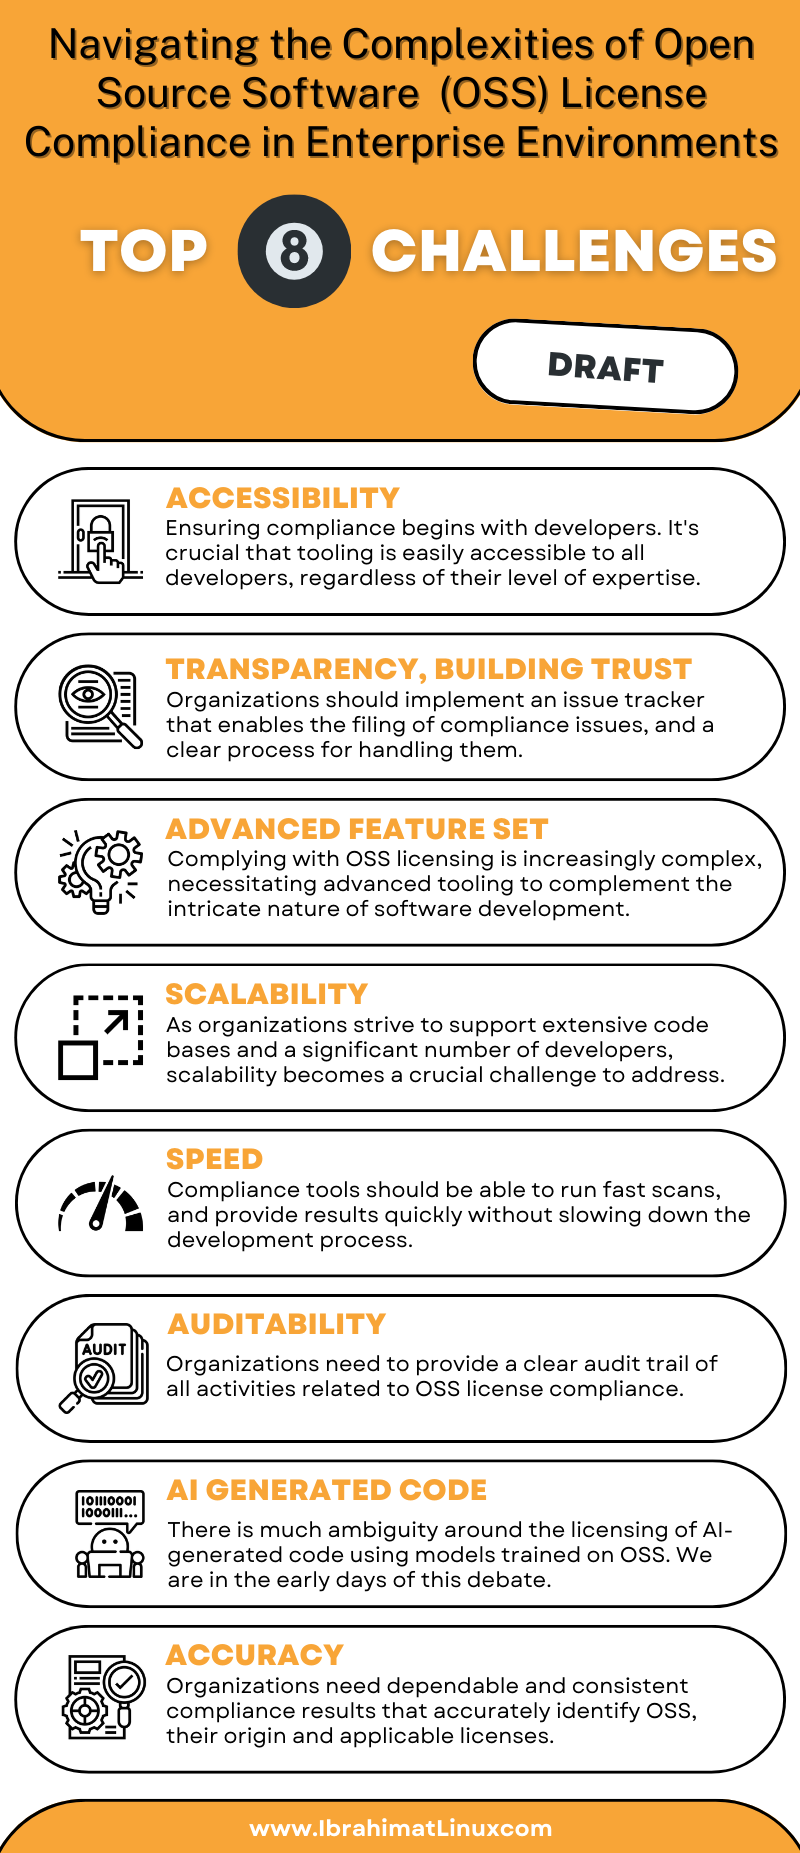 Navigating the Complexities of Open
Source Software (OSS) License
Compliance in Enterprise Environments
TOP 8 CHALLENGES
DRAFT
ACCESSIBILITY
Ensuring compliance begins with developers. It's
crucial that tooling is easily accessible to all
developers, regardless of their level of expertise.
TRANSPARENCY, BUILDING TRUST
Organizations should implement an issue tracker
that enables the filing of compliance issues, and a
clear process for handling them.
ADVANCED FEATURE SET
Complying with OSS licensing is increasingly complex,
necessitating advanced tooling to complement the
intricate nature of software development.
SCALABILITY
As organizations strive to support extensive code
bases and a significant number of developers,
scalability becomes a crucial challenge to address.
SPEED
Compliance tools should be able to run fast scans,
and provide results quickly without slowing down the
development process.
AUDITABILITY
AUDIT
Organizations need to provide a clear audit trail of
all activities related to OSS license compliance.
AI GENERATED CODE
101110001
1000111...
There is much ambiguity around the licensing of AI-
generated code using models trained on OSS. We
are in the early days of this debate.
ACCURACY
Organizations need dependable and consistent
compliance results that accurately identify OSS,
their origin and applicable licenses.
www.IbrahimatLinuxcom